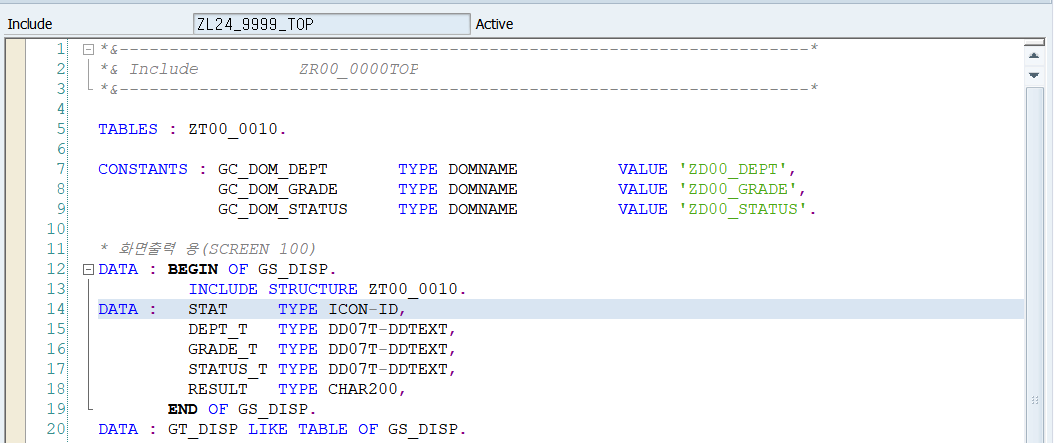 Include ZL24_9999_TOP Active
1 *&---------------------------------------------------------------------*
2 *& Include          ZR00_0000TOP
3 *&---------------------------------------------------------------------*
4
5 TABLES : ZT00_0010.
6
7 CONSTANTS : GC_DOM_DEPT       TYPE DOMNAME          VALUE 'ZD00_DEPT',
8             GC_DOM_GRADE      TYPE DOMNAME          VALUE 'ZD00_GRADE',
9             GC_DOM_STATUS     TYPE DOMNAME          VALUE 'ZD00_STATUS'.
10
11 * 화면출력 용(SCREEN 100)
12 DATA : BEGIN OF GS_DISP.
13          INCLUDE STRUCTURE ZT00_0010.
14 DATA :   STAT     TYPE ICON-ID,
15          DEPT_T   TYPE DD07T-DDTEXT,
16          GRADE_T  TYPE DD07T-DDTEXT,
17          STATUS_T TYPE DD07T-DDTEXT,
18          RESULT   TYPE CHAR200,
19        END OF GS_DISP.
20 DATA : GT_DISP LIKE TABLE OF GS_DISP.